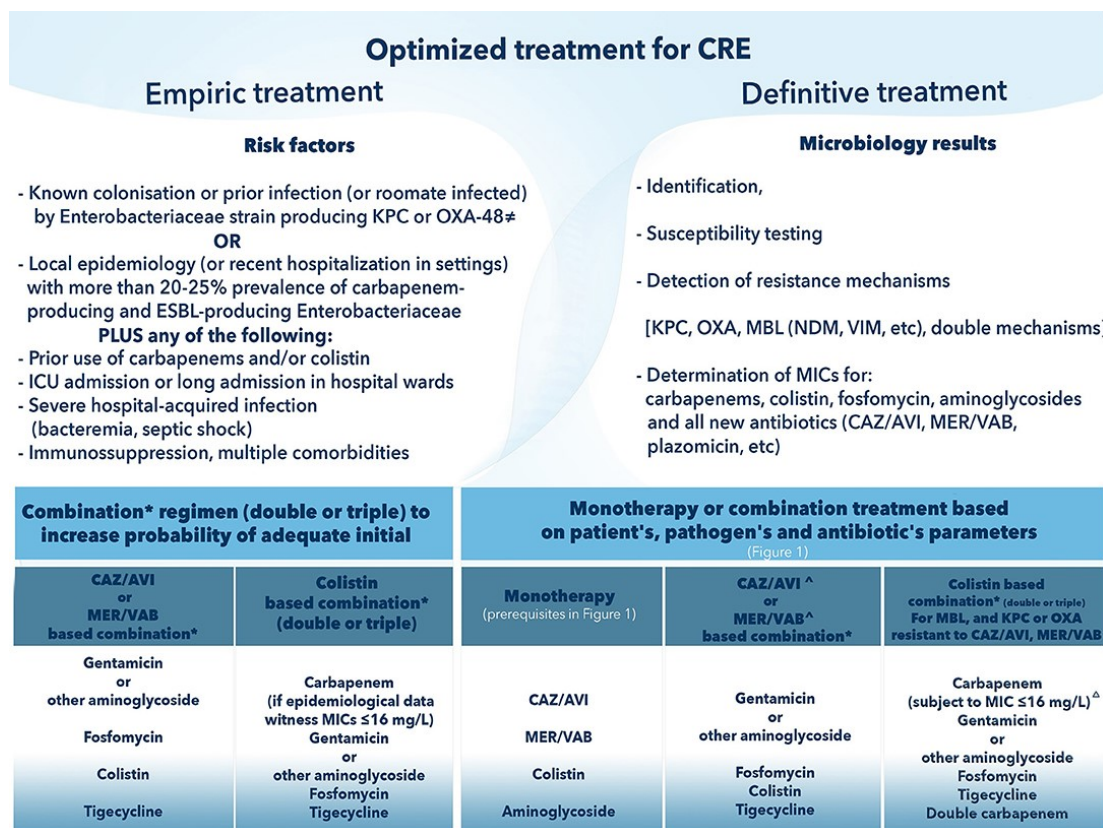 Optimized treatment for CRE
Empiric treatment
Risk factors
- Known colonisation or prior infection (or roomate infected)
by Enterobacteriaceae strain producing KPC or OXA-48≠
OR
- Local epidemiology (or recent hospitalization in settings)
with more than 20-25% prevalence of carbapenem-
producing and ESBL-producing Enterobacteriaceae
PLUS any of the following:
- Prior use of carbapenems and/or colistin
- ICU admission or long admission in hospital wards
- Severe hospital-acquired infection
(bacteremia, septic shock)
- Immunossuppression, multiple comorbidities
Definitive treatment
Microbiology results
- Identification,
- Susceptibility testing
- Detection of resistance mechanisms
[KPC, OXA, MBL (NDM, VIM, etc), double mechanisms]
- Determination of MICs for:
carbapenems, colistin, fosfomycin, aminoglycosides
and all new antibiotics (CAZ/AVI, MER/VAB,
plazomicin, etc)
Combination* regimen (double or triple) to
increase probability of adequate initial
CAZ/AVI
or
MER/VAB
based combination*
Gentamicin
or
other aminoglycoside
Fosfomycin
Colistin
Tigecycline
Colistin
based combination*
(double or triple)
Carbapenem
(if epidemiological data
witness MICs ≤16 mg/L)
Gentamicin
or
other aminoglycoside
Fosfomycin
Tigecycline
Monotherapy or combination treatment based
on patient's, pathogen's and antibiotic's parameters
(Figure 1)
Monotherapy
(prerequisites in Figure 1)
CAZ/AVI
MER/VAB
Colistin
Aminoglycoside
CAZ/AVI ^
or
MER/VAB^
based combination*
Gentamicin
or
other aminoglycoside
Fosfomycin
Colistin
Tigecycline
Colistin based
combination* (double or triple)
For MBL, and KPC or OXA
resistant to CAZ/AVI, MER/VAB
Carbapenem
(subject to MIC ≤16 mg/L)△
Gentamicin
or
other aminoglycoside
Fosfomycin
Tigecycline
Double carbapenem